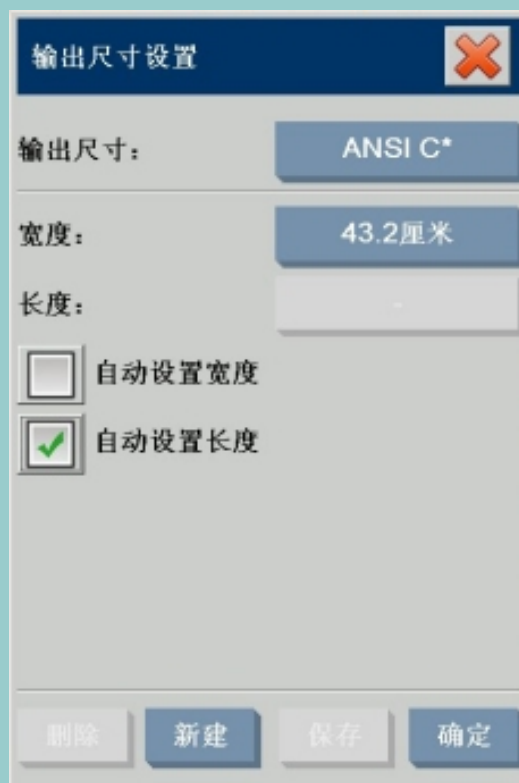 输出尺寸设置
输出尺寸： ANSI C*
宽度： 43.2厘米
长度： -
自动设置宽度
自动设置长度
删除 新建 保存 确定